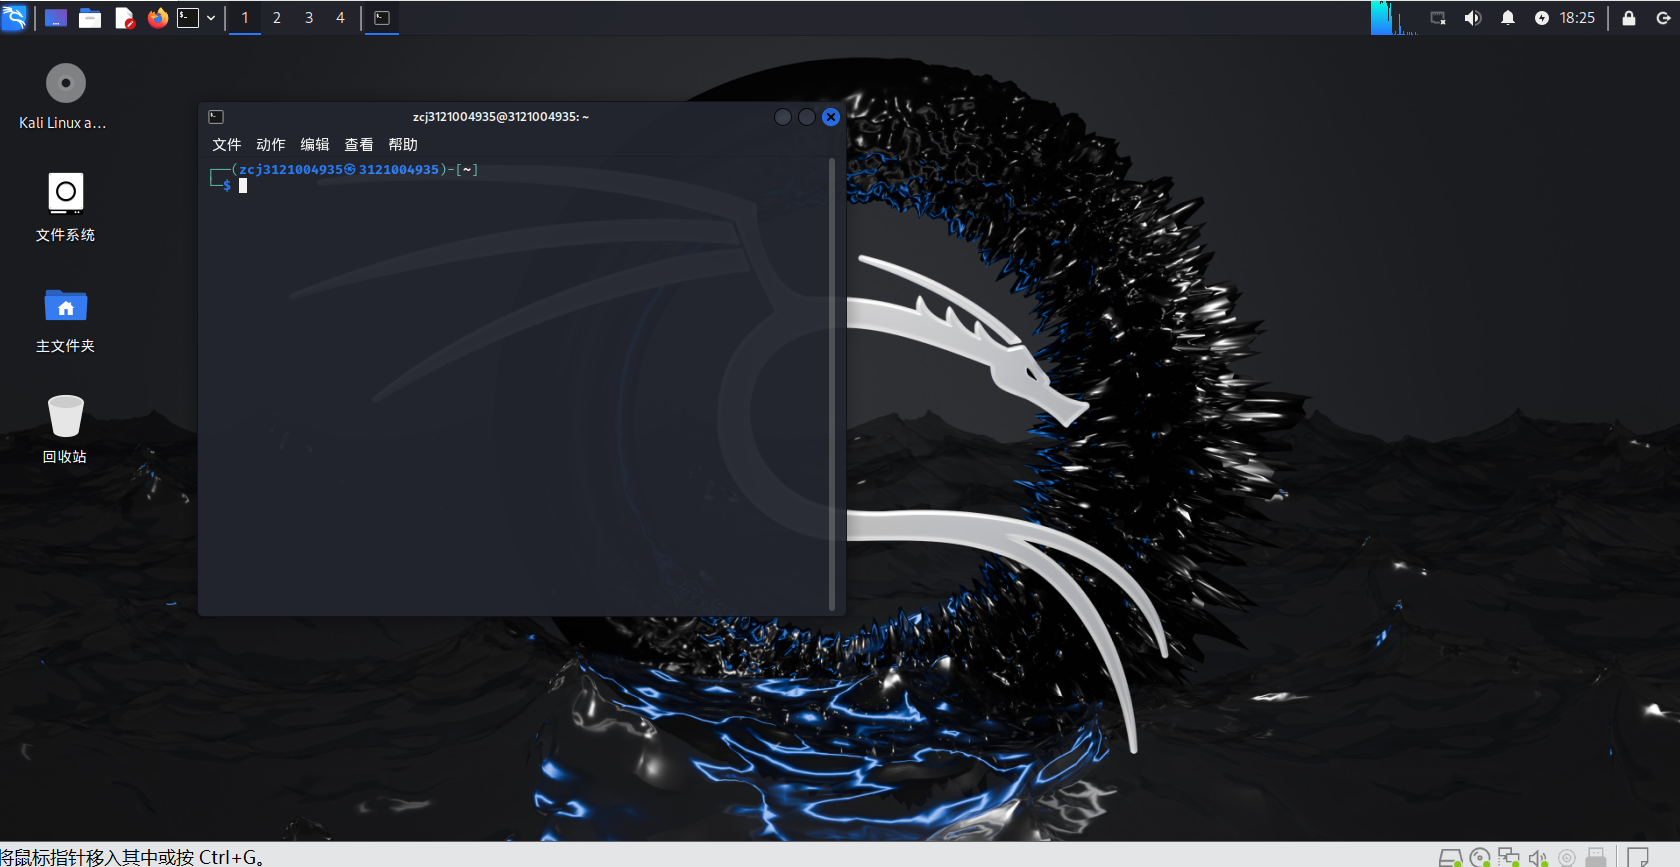 1 2 3 4
18:25
Kali Linux a...
文件系统
主文件夹
回收站
zcj3121004935@3121004935: ~
文件 动作 编辑 查看 帮助
┌──(zcj3121004935㉿3121004935)-[~]
└─$
将鼠标指针移入其中或按 Ctrl+G。